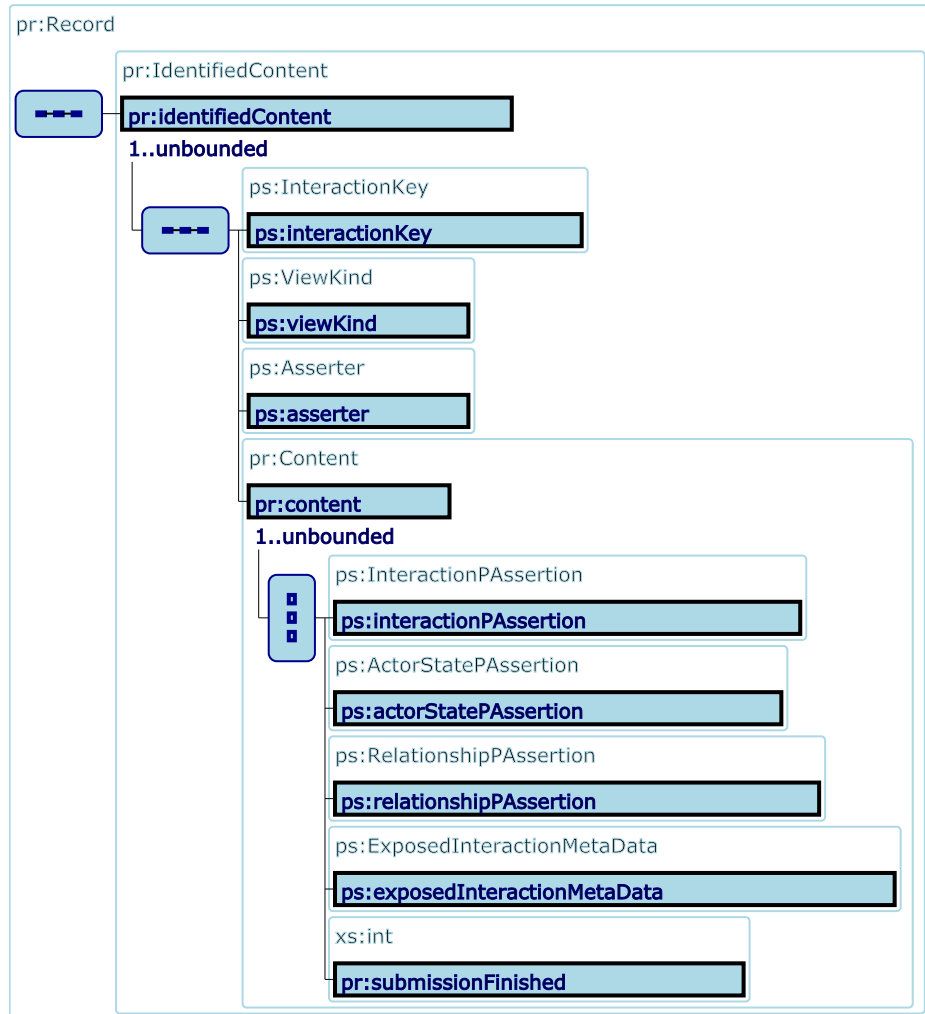 pr:Record
pr:IdentifiedContent
pr:identifiedContent
1..unbounded
ps:InteractionKey
ps:interactionKey
ps:ViewKind
ps:viewKind
ps:Asserter
ps:asserter
pr:Content
pr:content
1..unbounded
ps:InteractionPAssertion
ps:interactionPAssertion
ps:ActorStatePAssertion
ps:actorStatePAssertion
ps:RelationshipPAssertion
ps:relationshipPAssertion
ps:ExposedInteractionMetaData
ps:exposedInteractionMetaData
xs:int
pr:submissionFinished